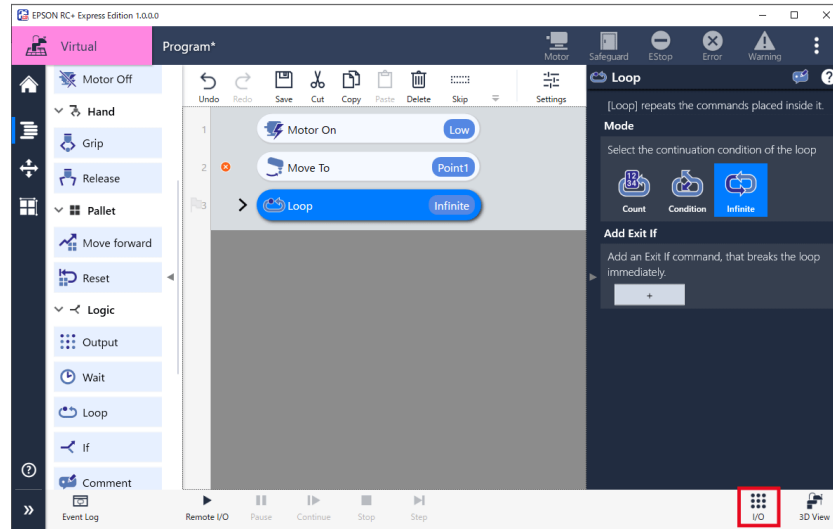 EPSON RC+ Express Edition 1.0.0.0
Virtual
Program*
Motor
Safeguard
EStop
Error
Warning
Motor Off
Hand
Grip
Release
Pallet
Move forward
Reset
Logic
Output
Wait
Loop
If
Comment
Undo
Redo
Save
Cut
Copy
Paste
Delete
Skip
Settings
1
Motor On
Low
2
Move To
Point1
3
Loop
Infinite
Loop
?
[Loop] repeats the commands placed inside it.
Mode
Select the continuation condition of the loop
12
34
Count
Condition
Infinite
Add Exit If
Add an Exit If command, that breaks the loop
immediately.
+
?
»
Event Log
Remote I/O
Pause
Continue
Stop
Step
I/O
3D View